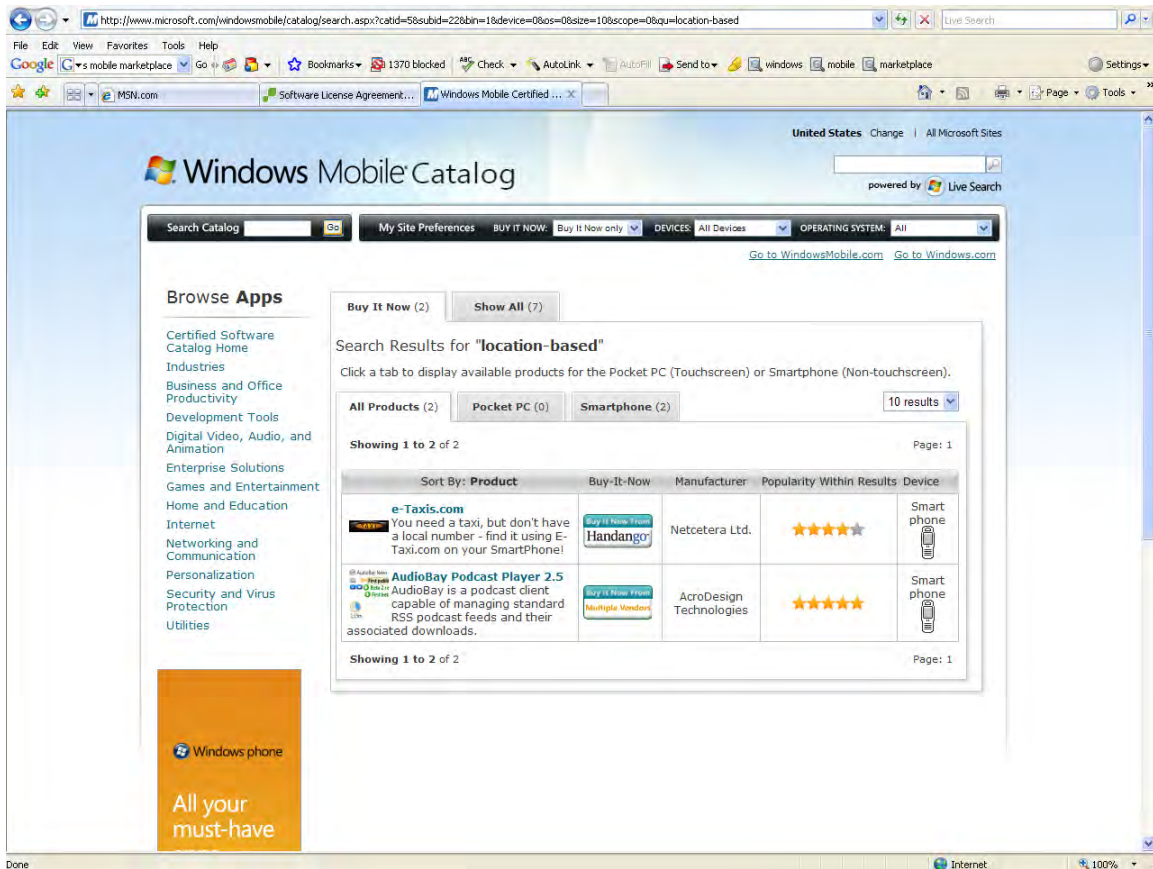 http://www.microsoft.com/windowsmobile/catalog/search.aspx?catid=5&subid=22&bin=1&device=0&os=0&size=10&scope=0&qu=location-based
Live Search
File Edit View Favorites Tools Help
Google G s mobile marketplace Go Bookmarks 1370 blocked ABC Check AutoLink AutoFill Send to windows mobile marketplace Settings
MSN.com Software License Agreement... Windows Mobile Certified ... X Page Tools »
United States Change | All Microsoft Sites
Windows Mobile Catalog
powered by Live Search
Search Catalog Go My Site Preferences BUY IT NOW: Buy It Now only DEVICES: All Devices OPERATING SYSTEM: All
Go to WindowsMobile.com Go to Windows.com
Browse Apps
Certified Software
Catalog Home
Industries
Business and Office
Productivity
Development Tools
Digital Video, Audio, and
Animation
Enterprise Solutions
Games and Entertainment
Home and Education
Internet
Networking and
Communication
Personalization
Security and Virus
Protection
Utilities
Buy It Now (2) Show All (7)
Search Results for "location-based"
Click a tab to display available products for the Pocket PC (Touchscreen) or Smartphone (Non-touchscreen).
All Products (2) Pocket PC (0) Smartphone (2) 10 results
Showing 1 to 2 of 2 Page: 1
Sort By: Product Buy-It-Now Manufacturer Popularity Within Results Device
e-Taxis.com
You need a taxi, but don't have
a local number - find it using E-
Taxi.com on your SmartPhone!
TAXI
Buy It Now From
Handango
Netcetera Ltd.
Smart
phone
AudioBay Podcast Player 2.5
AudioBay is a podcast client
capable of managing standard
RSS podcast feeds and their
associated downloads.
Buy It Now From
Multiple Vendors
AcroDesign
Technologies
Smart
phone
Showing 1 to 2 of 2 Page: 1
Windows phone
All your
must-have
Done Internet 100%